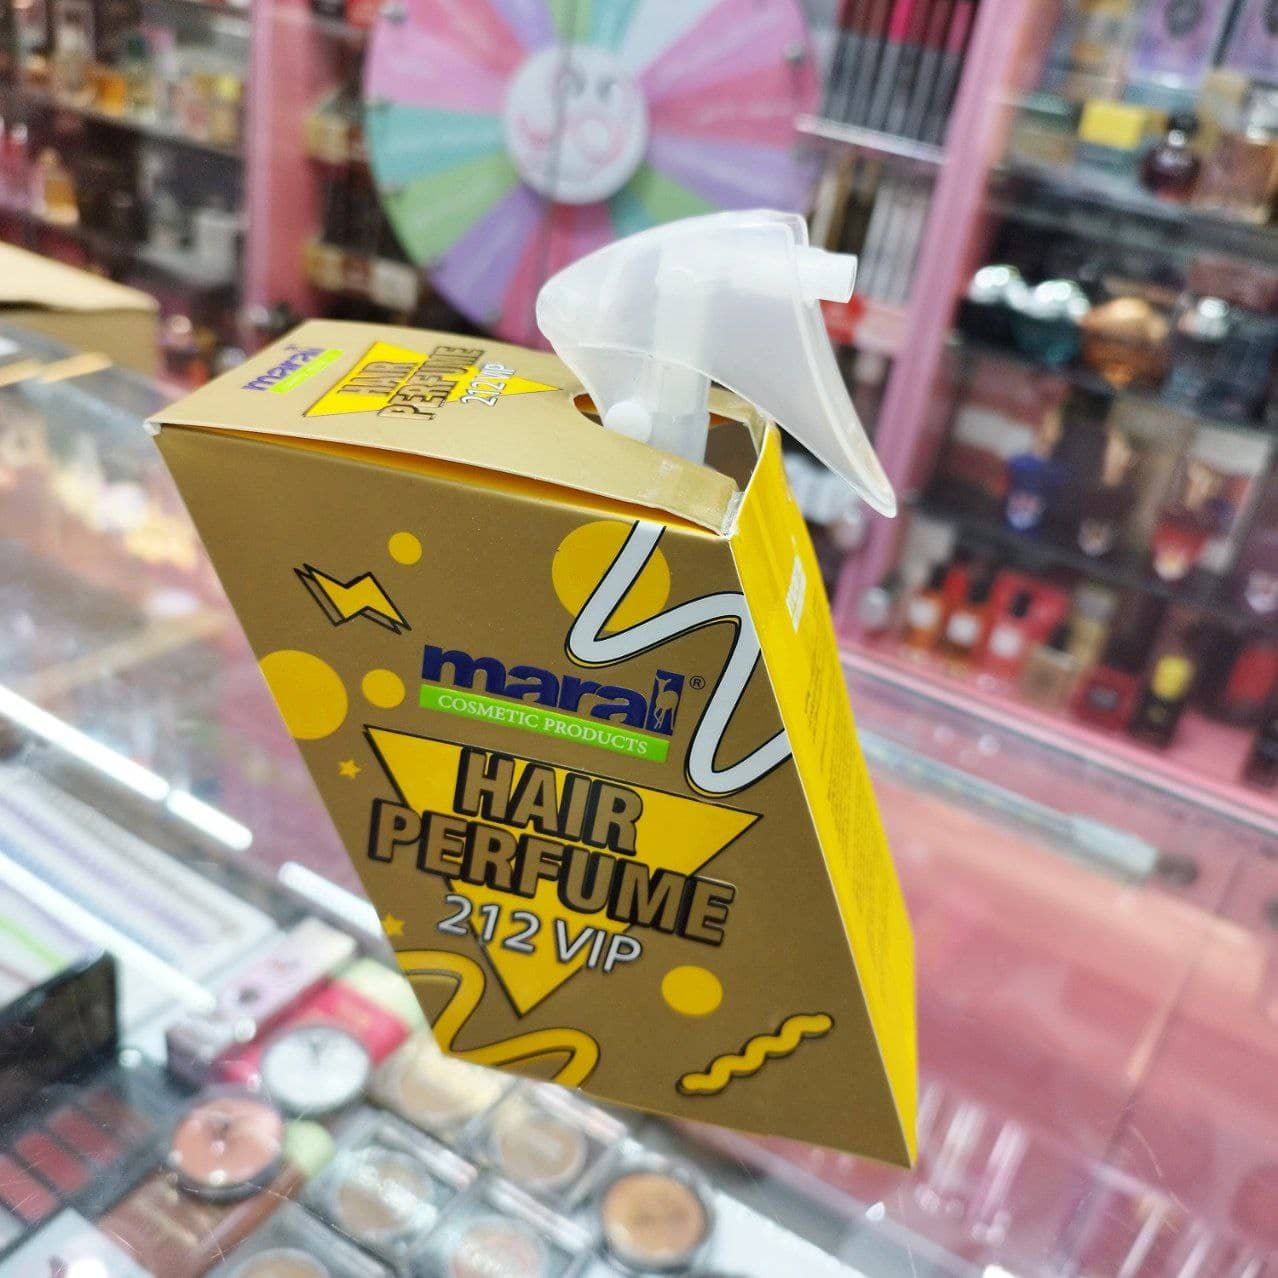 maral
HAIR
PERFUME
212 VIP
maral®
COSMETIC PRODUCTS
HAIR
PERFUME
212 VIP